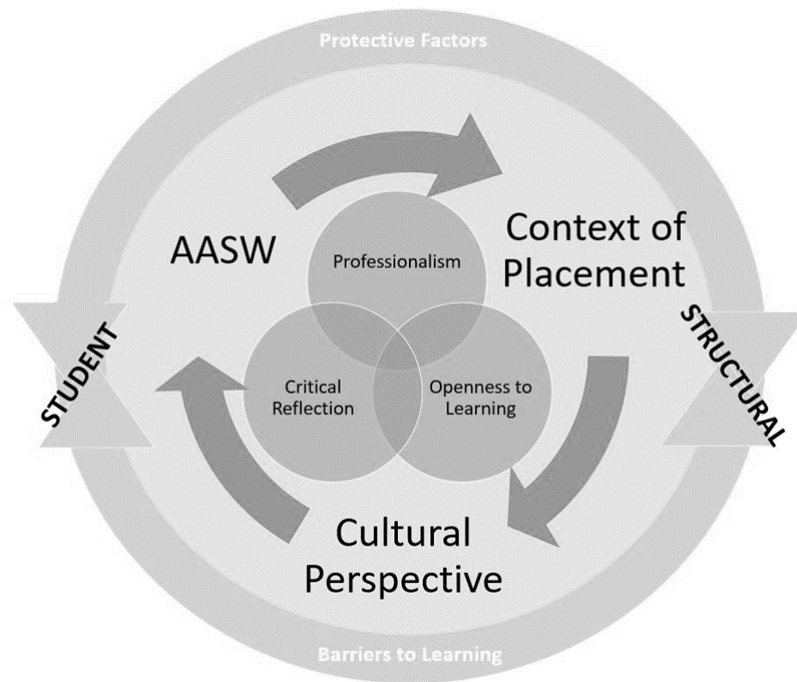 Protective Factors
AASW
Context of
Placement
Professionalism
STUDENT
STRUCTURAL
Critical
Reflection
Openness to
Learning
Cultural
Perspective
Barriers to Learning